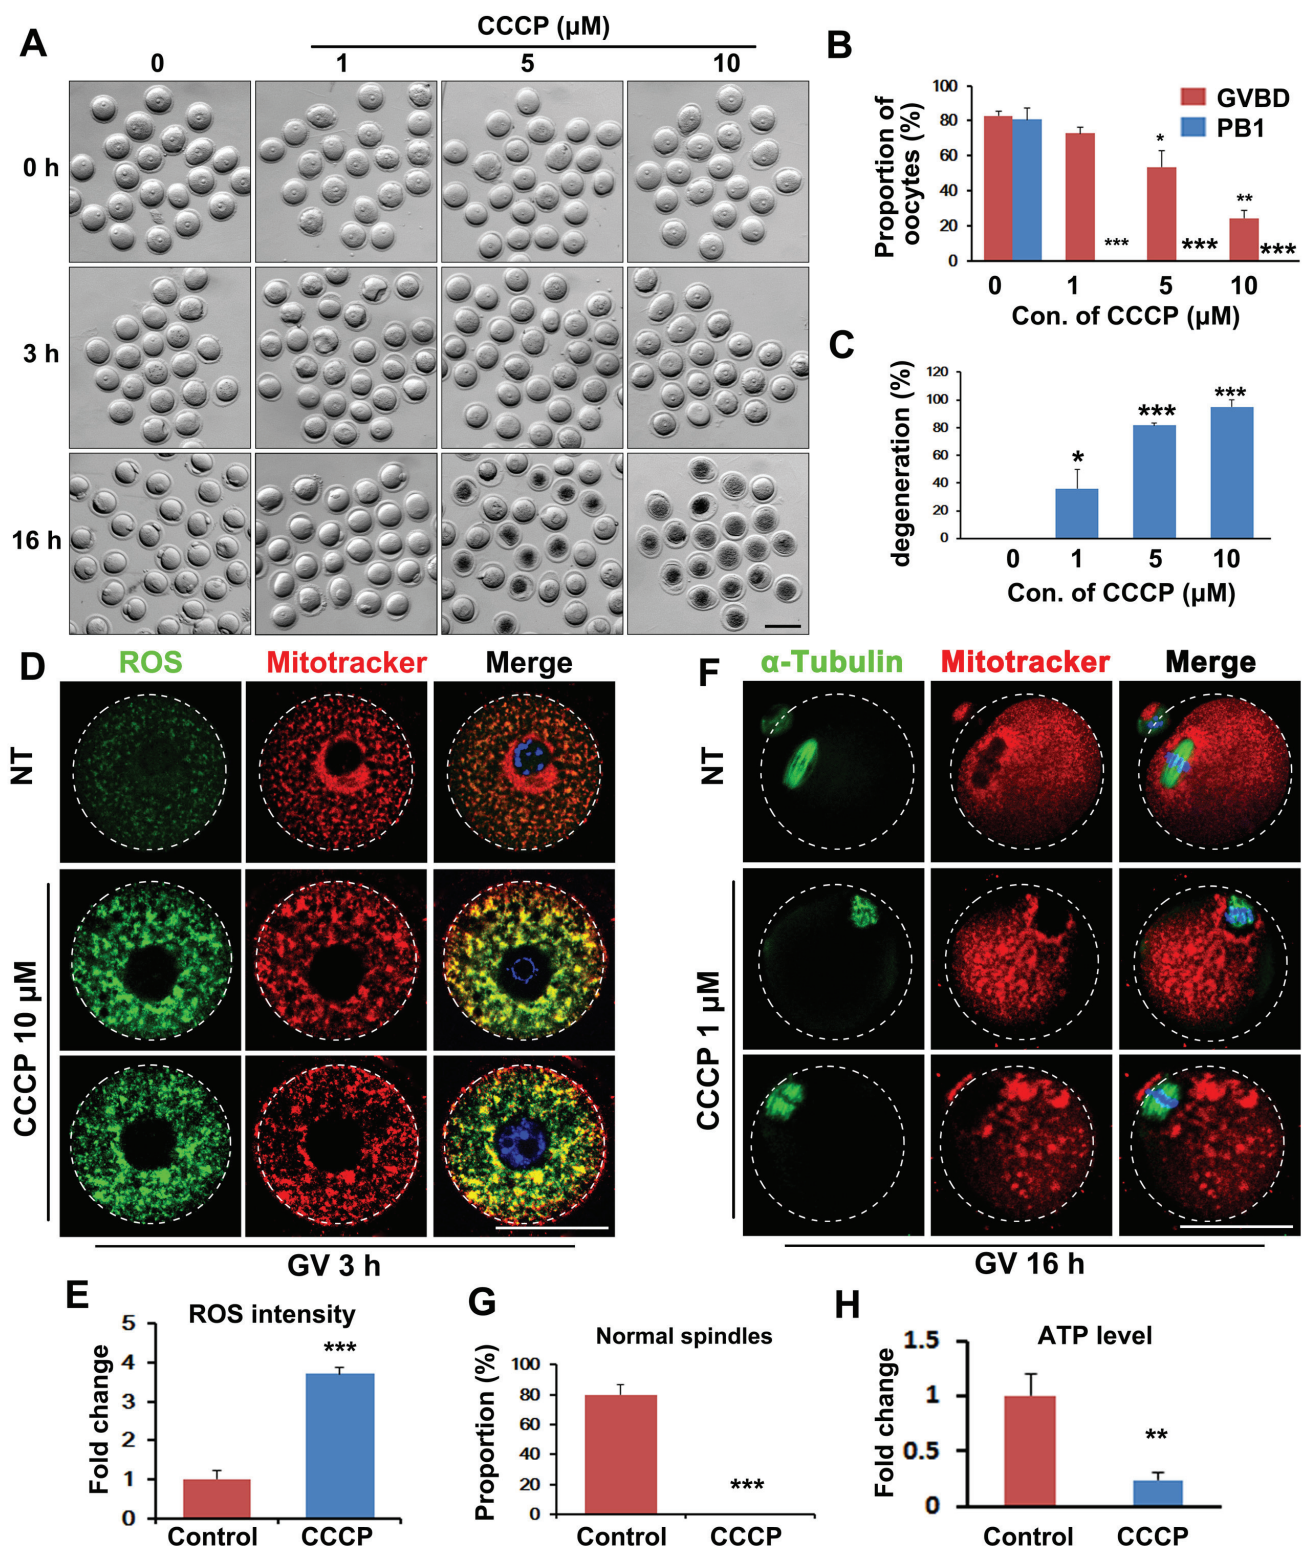 A
CCCP (µM)
0 1 5 10
0 h
3 h
16 h
B
Proportion of
oocytes (%)
100
80
60
40
20
0
GVBD
PB1
*
**
*** *** ***
0 1 5 10
Con. of CCCP (µM)
C
degeneration (%)
120
100
80
60
40
20
0
* *** ***
0 1 5 10
Con. of CCCP (µM)
D
ROS Mitotracker Merge
NT
CCCP 10 µM
GV 3 h
F
α-Tubulin Mitotracker Merge
NT
CCCP 1 µM
GV 16 h
E
ROS intensity
Fold change
5
4
3
2
1
0
***
Control CCCP
G
Normal spindles
Proportion (%)
100
80
60
40
20
0
***
Control CCCP
H
ATP level
Fold change
1.5
1
0.5
0
**
Control CCCP